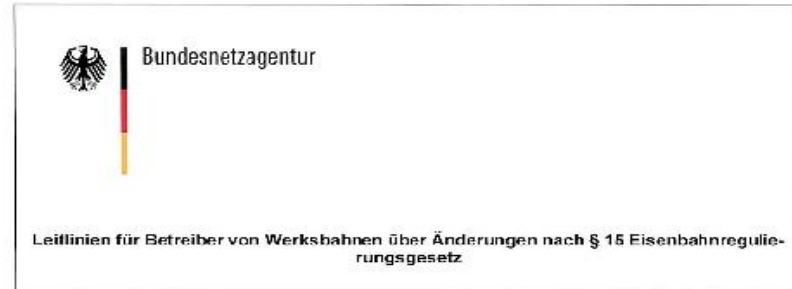 Bundesnetzagentur
Leitlinien für Betreiber von Werksbahnen über Änderungen nach § 15 Eisenbahnregulie-
rungsgesetz